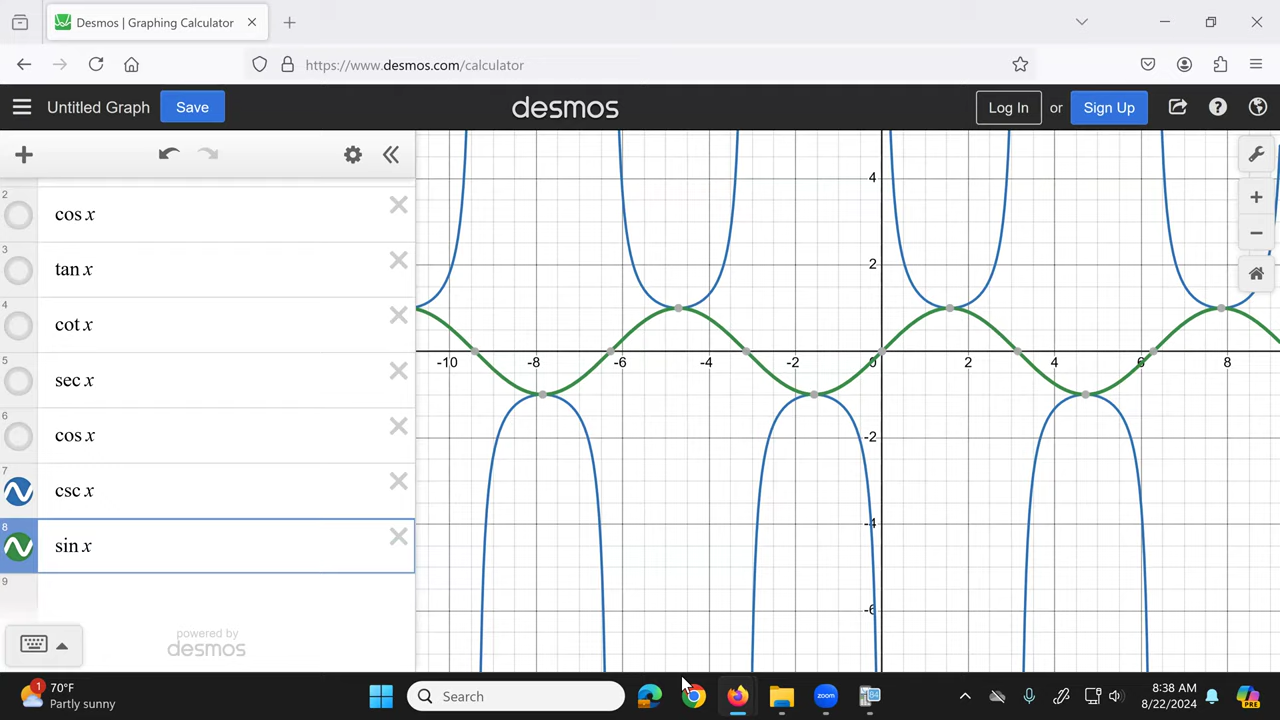 Desmos | Graphing Calculator
https://www.desmos.com/calculator
Untitled Graph
Save
desmos
Log In
or
Sign Up
2
cos x
3
tan x
4
cot x
5
sec x
6
cos x
7
csc x
8
sin x
9
powered by
desmos
4
2
-10
-8
-6
-4
-2
0
2
4
6
8
-2
-4
-6
1
70°F
Partly sunny
Search
8:38 AM
8/22/2024
PRE